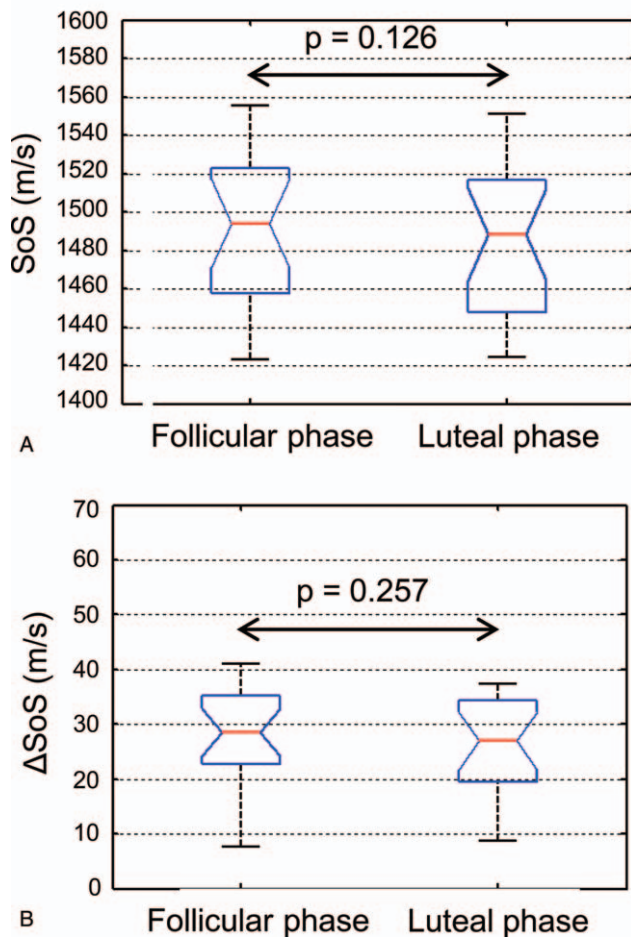 1600
1580
1560
1540
1520
1500
1480
1460
1440
1420
1400
SoS (m/s)
p = 0.126
Follicular phase
Luteal phase
A
70
60
50
40
30
20
10
0
ΔSoS (m/s)
p = 0.257
Follicular phase
Luteal phase
B